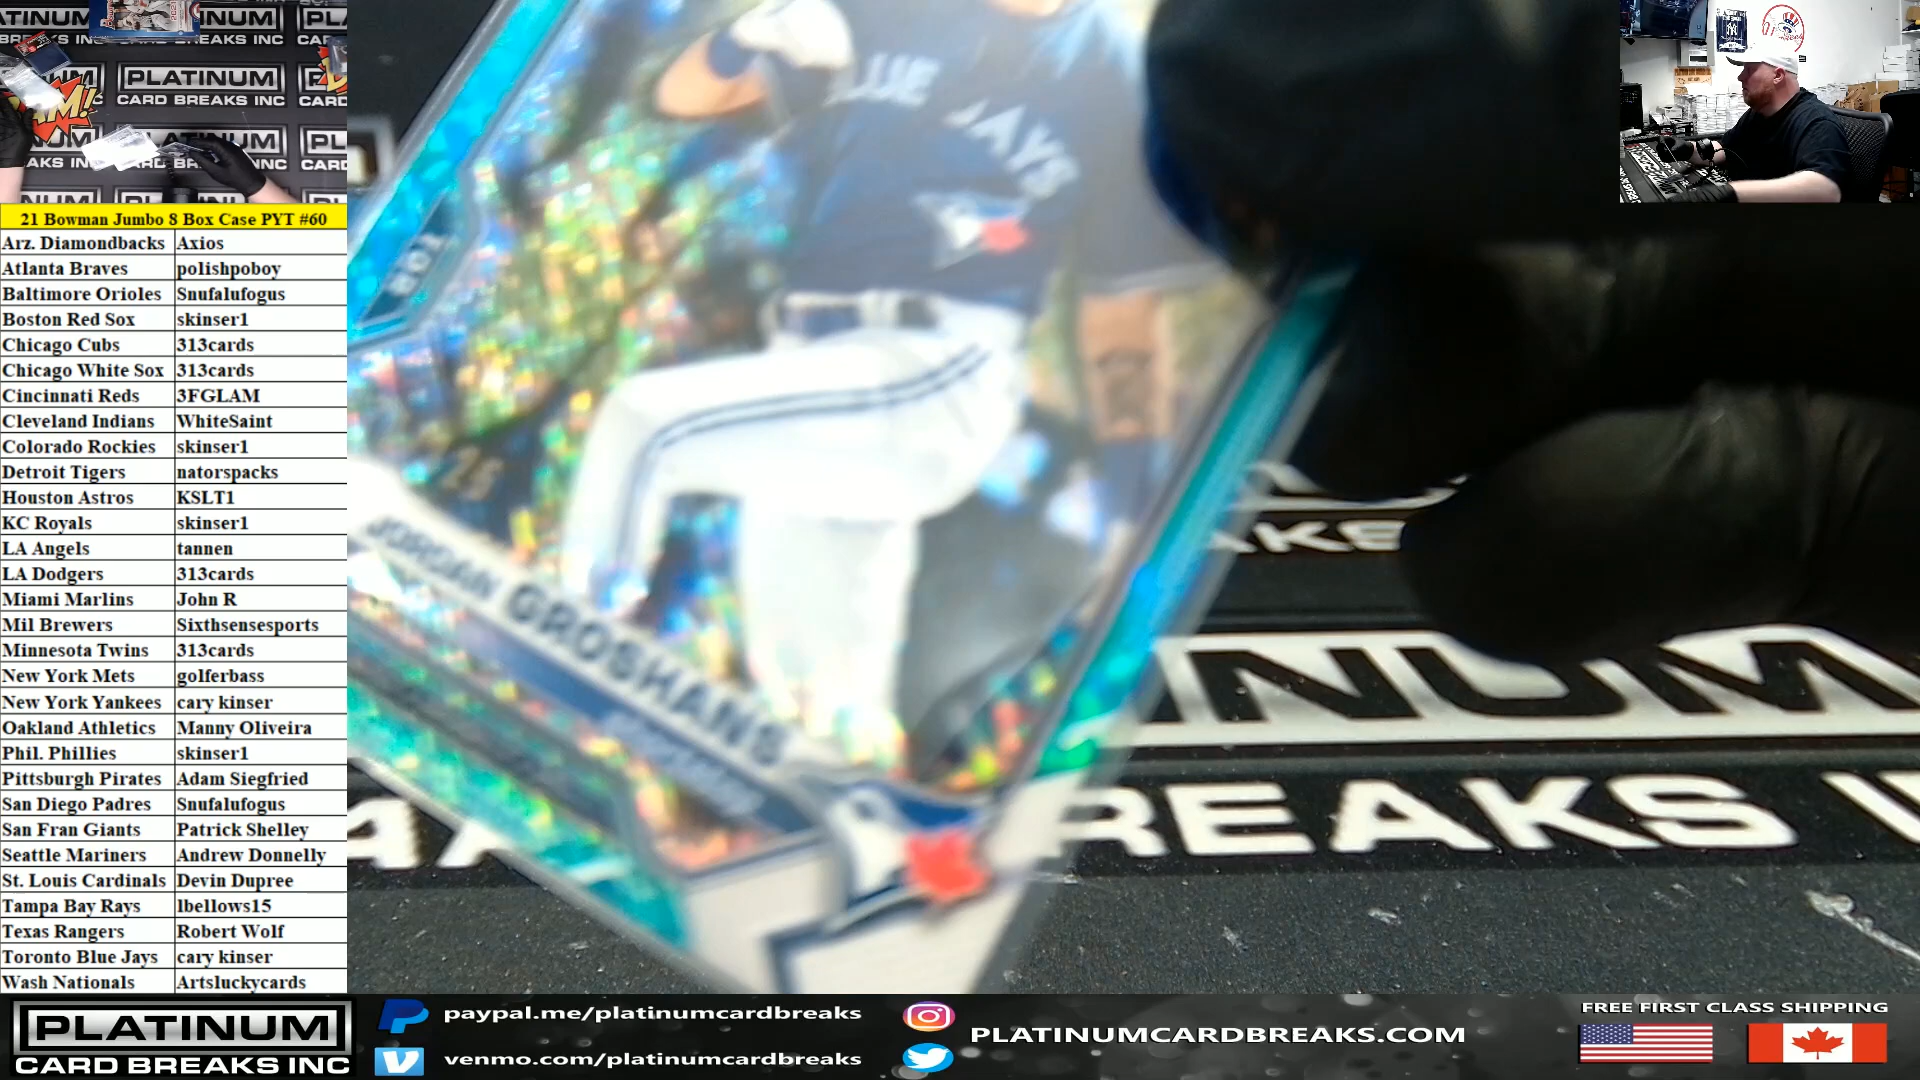 PLATINUM
CARD BREAKS INC
21 Bowman Jumbo 8 Box Case PYT #60
Arz. Diamondbacks Axios
Atlanta Braves polishpoboy
Baltimore Orioles Snufalufogus
Boston Red Sox skinser1
Chicago Cubs 313cards
Chicago White Sox 313cards
Cincinnati Reds 3FGLAM
Cleveland Indians WhiteSaint
Colorado Rockies skinser1
Detroit Tigers natorspacks
Houston Astros KSLT1
KC Royals skinser1
LA Angels tannen
LA Dodgers 313cards
Miami Marlins John R
Mil Brewers Sixthsensesports
Minnesota Twins 313cards
New York Mets golferbass
New York Yankees cary kinser
Oakland Athletics Manny Oliveira
Phil. Phillies skinser1
Pittsburgh Pirates Adam Siegfried
San Diego Padres Snufalufogus
San Fran Giants Patrick Shelley
Seattle Mariners Andrew Donnelly
St. Louis Cardinals Devin Dupree
Tampa Bay Rays lbellows15
Texas Rangers Robert Wolf
Toronto Blue Jays cary kinser
Wash Nationals Artsluckycards
BLUE JAYS
JORDAN GROSHANS
PLATINUM
CARD BREAKS INC
paypal.me/platinumcardbreaks
venmo.com/platinumcardbreaks
PLATINUMCARDBREAKS.COM
FREE FIRST CLASS SHIPPING